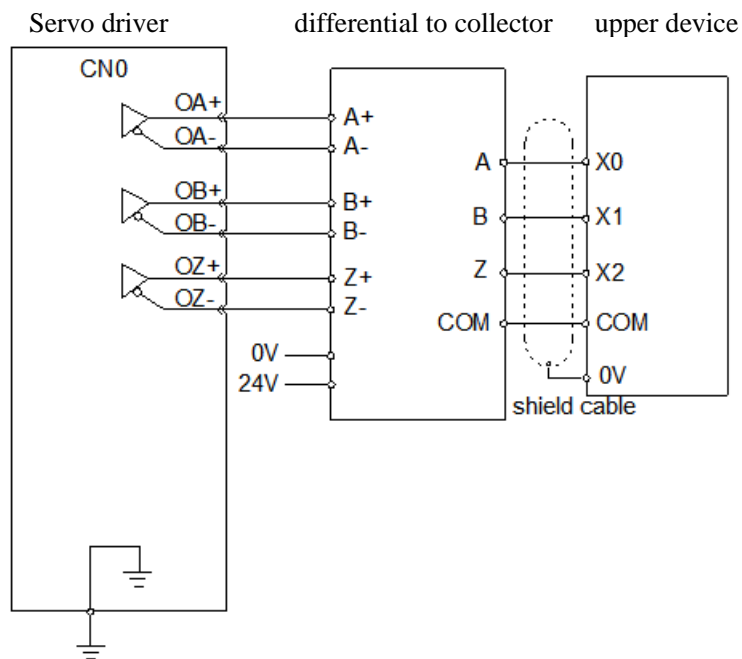 Servo driver differential to collector upper device
CN0
OA+ A+
OA- A-
A X0
OB+ B+
B X1
OB- B-
OZ+ Z+
Z X2
OZ- Z-
COM COM
0V
0V
24V
shield cable